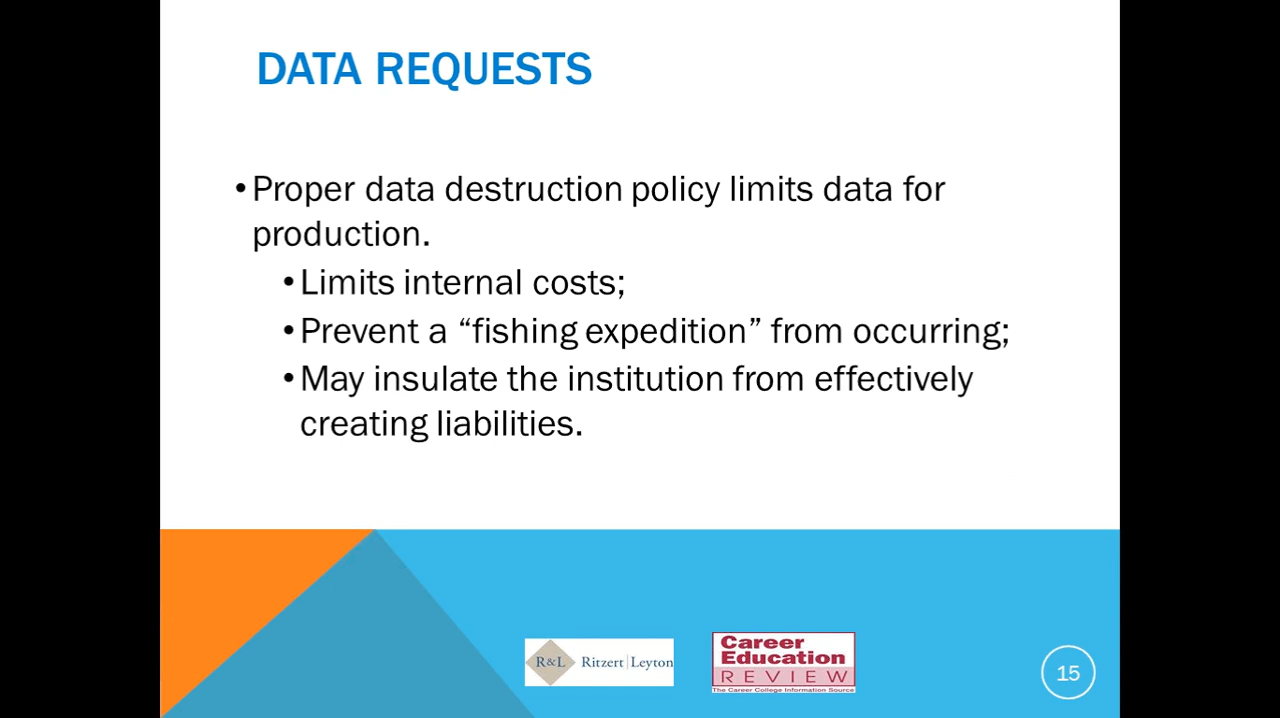 DATA REQUESTS
•Proper data destruction policy limits data for
production.
•Limits internal costs;
•Prevent a “fishing expedition” from occurring;
•May insulate the institution from effectively
creating liabilities.
R&L Ritzert|Leyton
Career
Education
REVIEW
The Career College Information Source
15